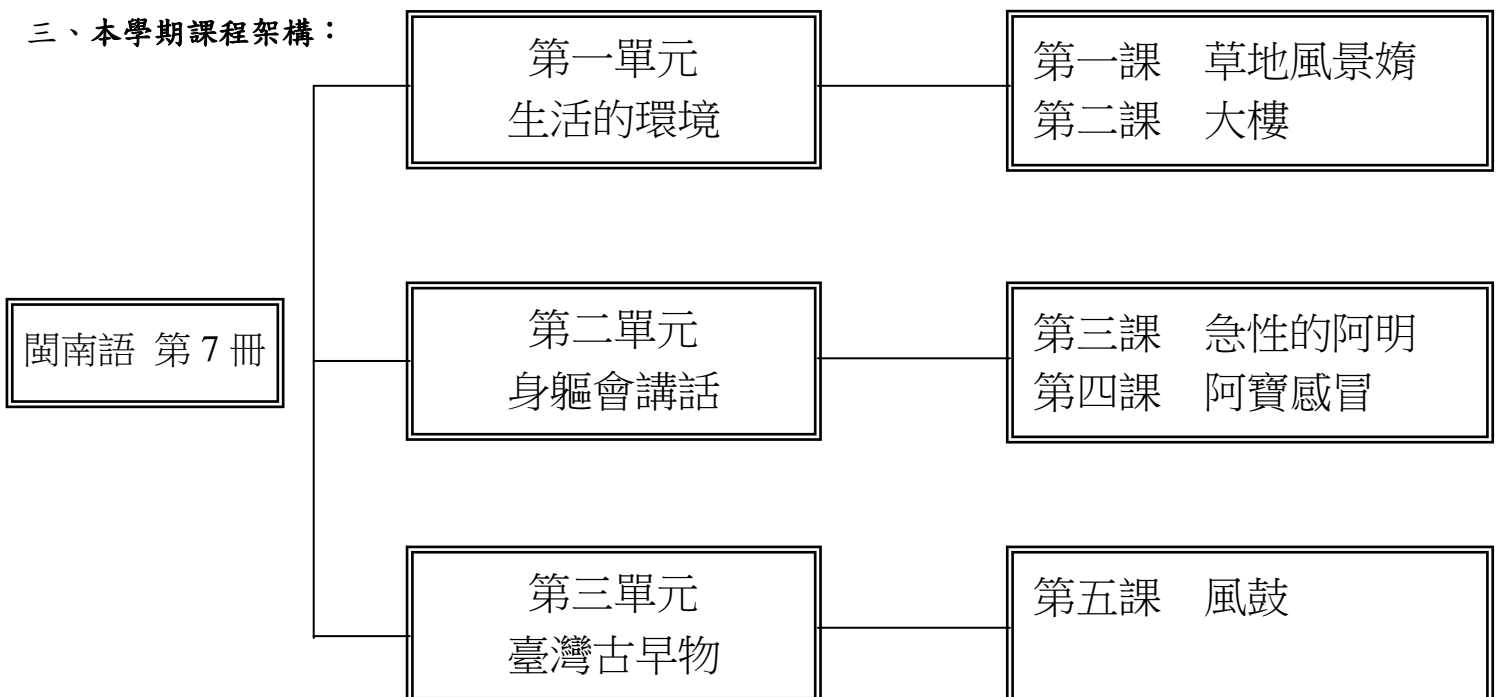 三、本學期課程架構：
第一單元
生活的環境
第一課　草地風景媠
第二課　大樓
閩南語 第 7 冊
第二單元
身軀會講話
第三課　急性的阿明
第四課　阿寶感冒
第三單元
臺灣古早物
第五課　風鼓